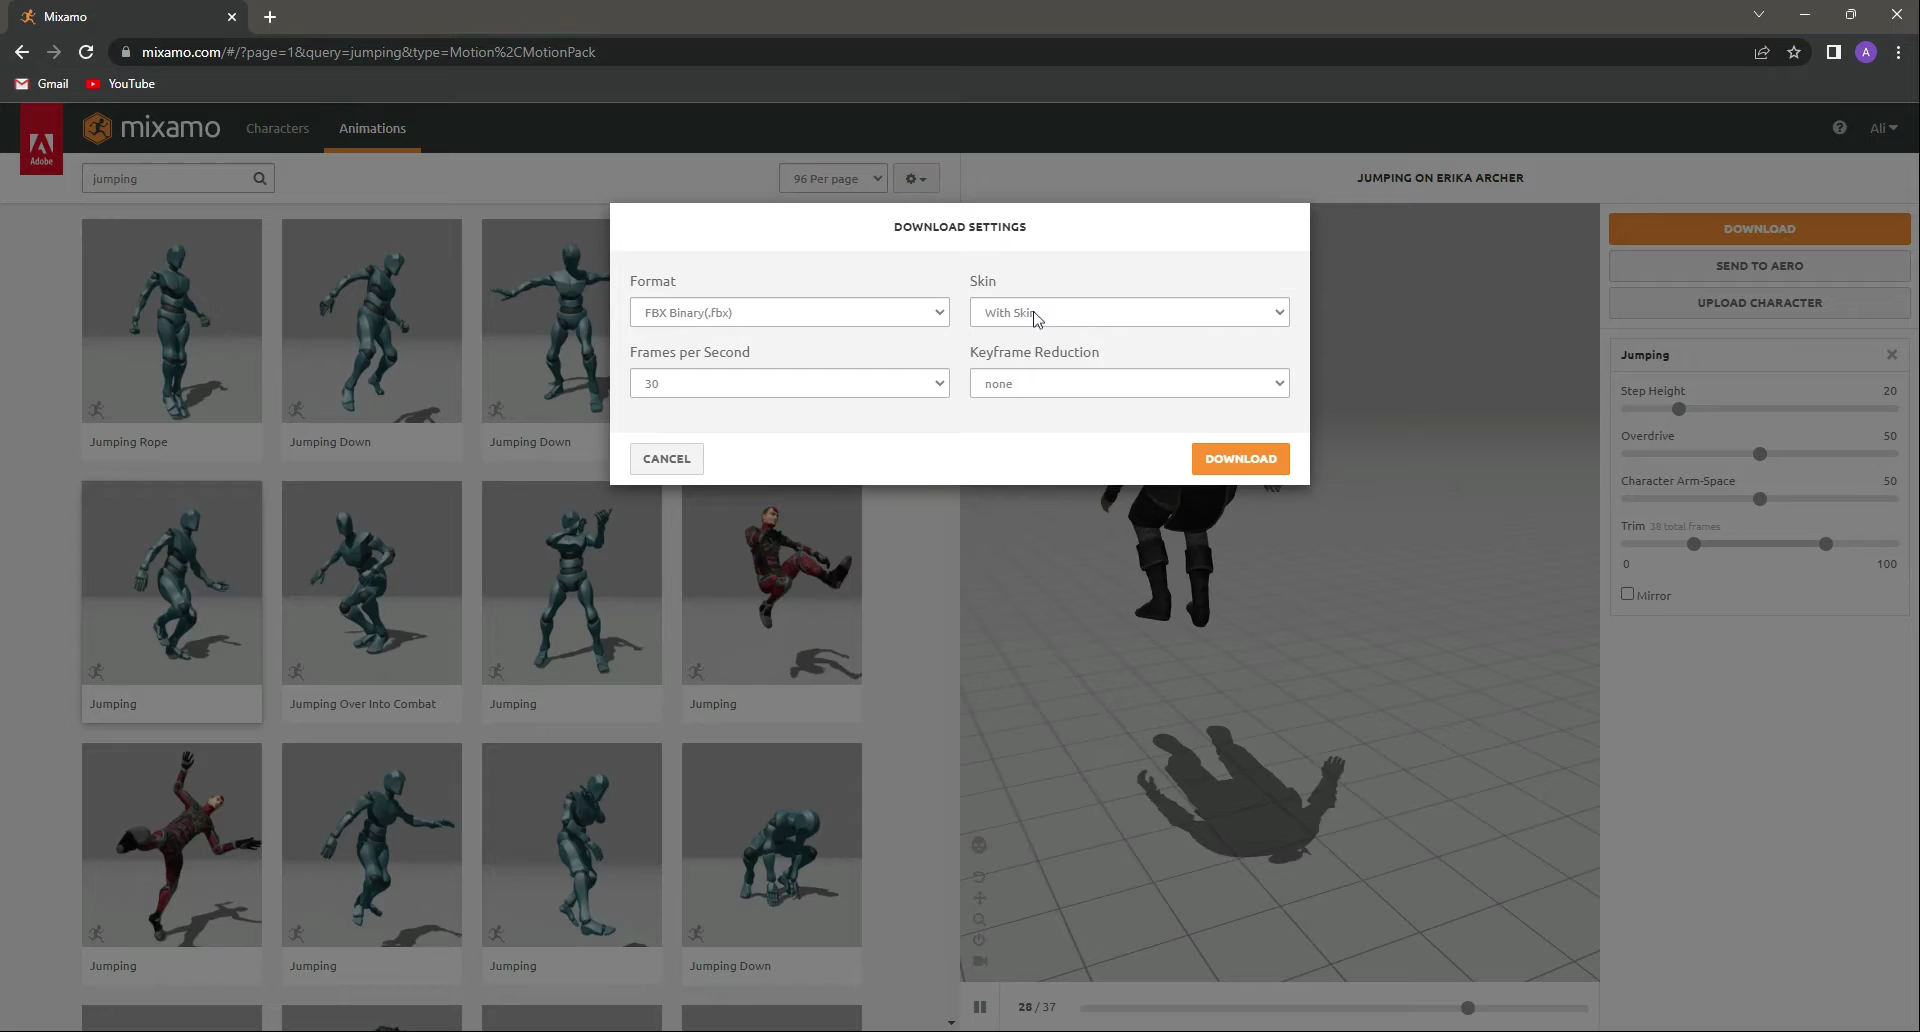 Mixamo
mixamo.com/#/?page=1&query=jumping&type=Motion%2CMotionPack
A
Gmail
YouTube
Adobe
mixamo
Characters
Animations
Ali
jumping
96 Per page
JUMPING ON ERIKA ARCHER
DOWNLOAD SETTINGS
Format
Skin
FBX Binary(.fbx)
With Skin
Frames per Second
Keyframe Reduction
30
none
CANCEL
DOWNLOAD
DOWNLOAD
SEND TO AERO
UPLOAD CHARACTER
Jumping
Step Height
20
Overdrive
50
Character Arm-Space
50
Trim 38 total frames
0
100
Mirror
Jumping Rope
Jumping Down
Jumping Down
Jumping
Jumping Over Into Combat
Jumping
Jumping
Jumping
Jumping
Jumping
Jumping Down
28 / 37